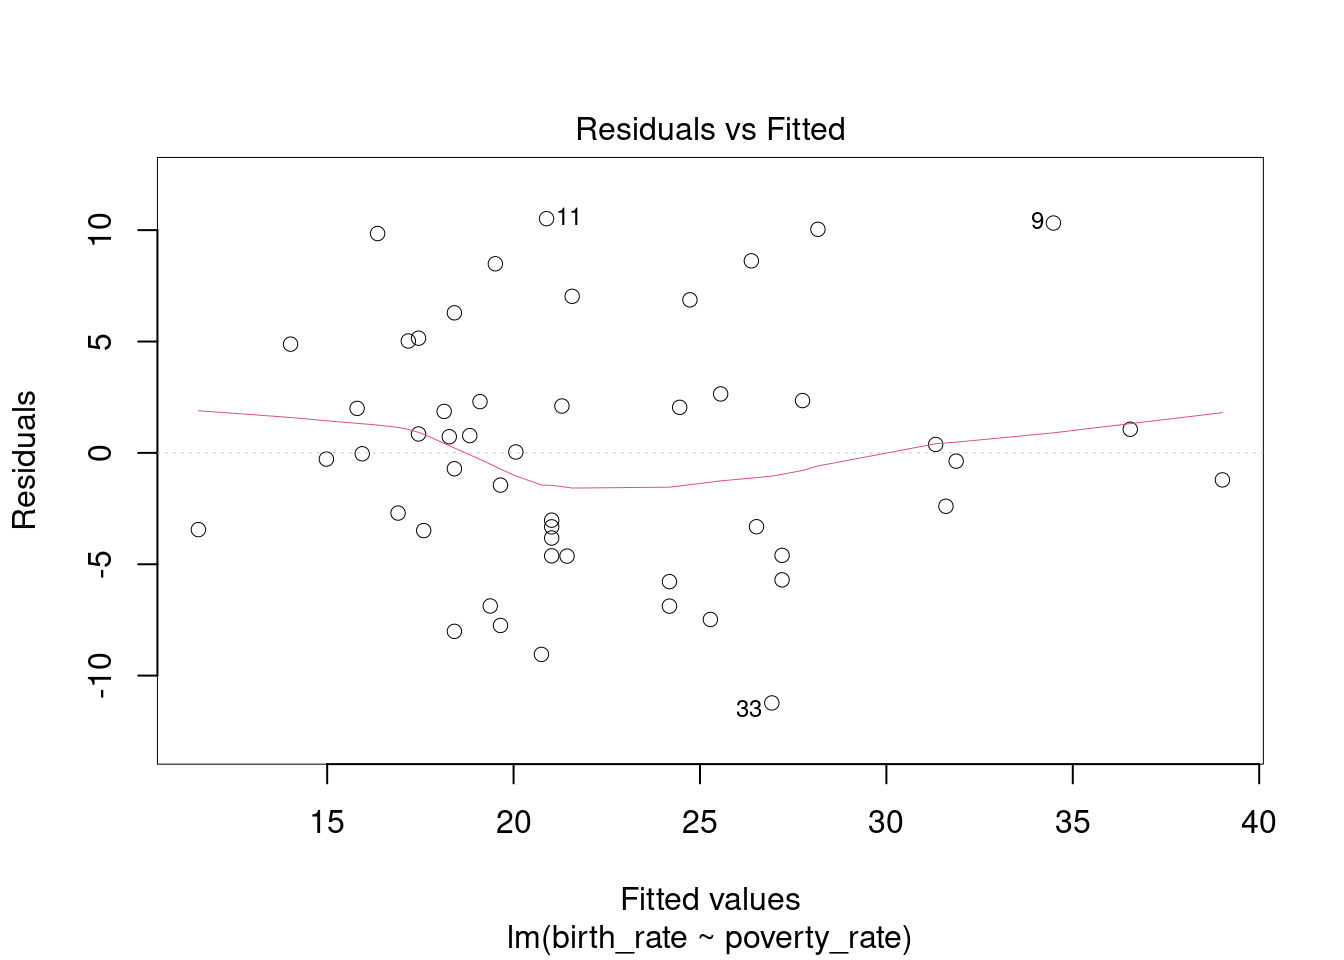 Residuals vs Fitted
Residuals
10
5
0
-5
-10
11
9
33
15 20 25 30 35 40
Fitted values
lm(birth_rate ~ poverty_rate)